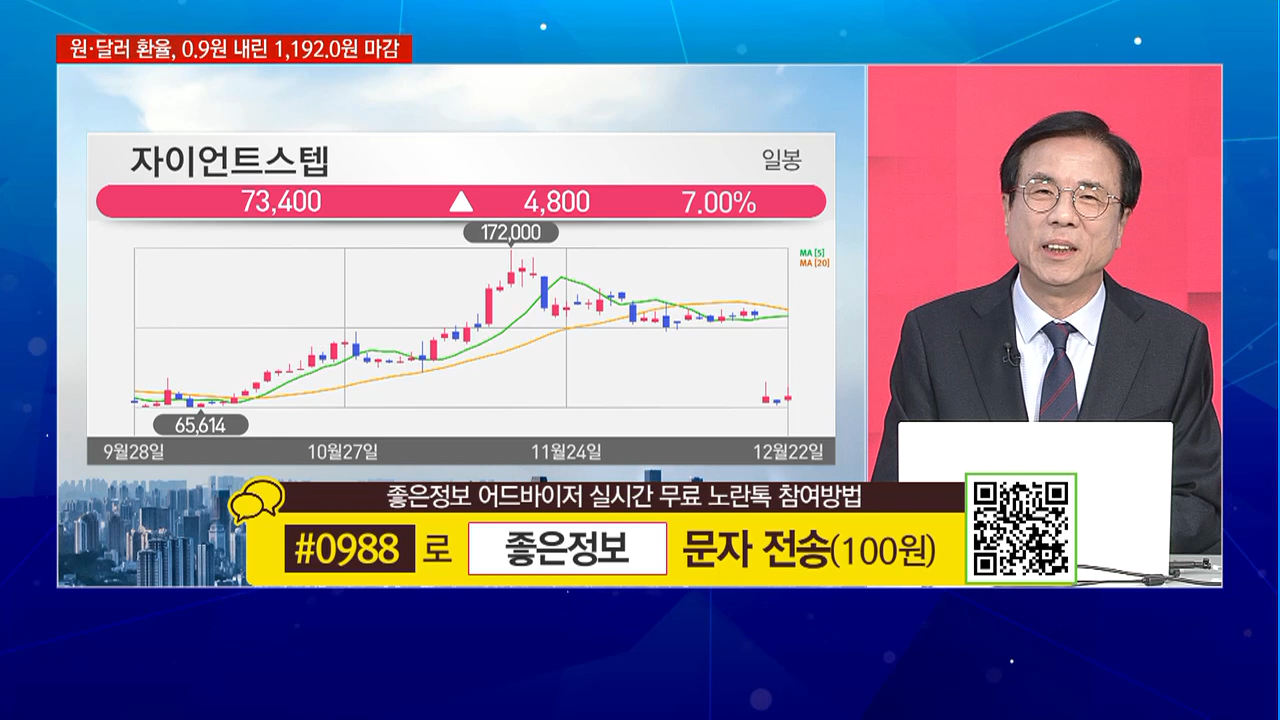 원·달러 환율, 0.9원 내린 1,192.0원 마감
자이언트스텝
일봉
73,400 ▲ 4,800 7.00%
172,000
MA [5]
MA [20]
65,614
9월28일 10월27일 11월24일 12월22일
좋은정보 어드바이저 실시간 무료 노란톡 참여방법
#0988 로 좋은정보 문자 전송(100원)